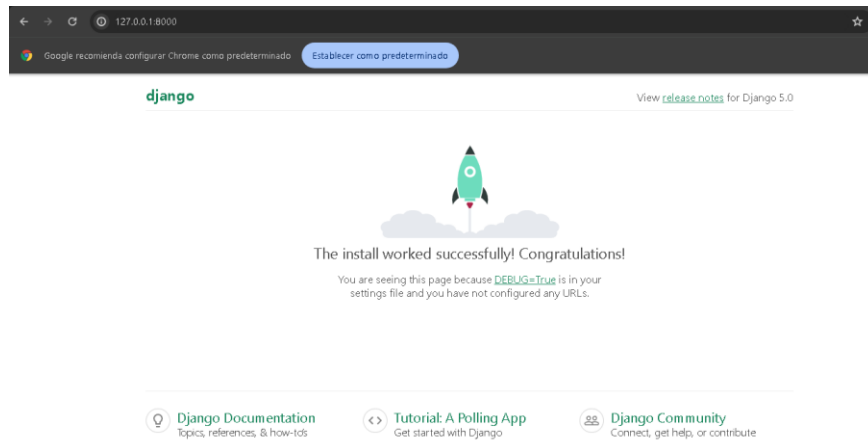 127.0.0.1:8000
Google recomienda configurar Chrome como predeterminado Establecer como predeterminado
django View release notes for Django 5.0
The install worked successfully! Congratulations!
You are seeing this page because DEBUG=True is in your
settings file and you have not configured any URLs.
Django Documentation Tutorial: A Polling App Django Community
Topics, references, & how-to's Get started with Django Connect, get help, or contribute